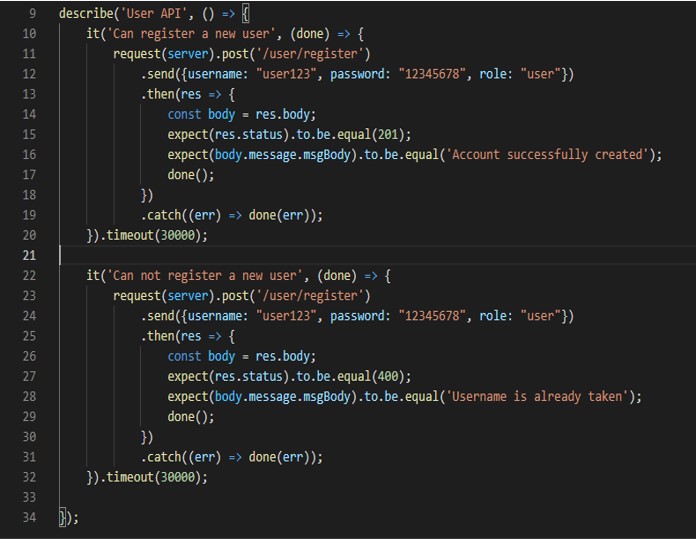 9 describe('User API', () => {
10     it('Can register a new user', (done) => {
11         request(server).post('/user/register')
12             .send({username: "user123", password: "12345678", role: "user"})
13             .then(res => {
14                 const body = res.body;
15                 expect(res.status).to.be.equal(201);
16                 expect(body.message.msgBody).to.be.equal('Account successfully created');
17                 done();
18             })
19             .catch((err) => done(err));
20     }).timeout(30000);
21
22     it('Can not register a new user', (done) => {
23         request(server).post('/user/register')
24             .send({username: "user123", password: "12345678", role: "user"})
25             .then(res => {
26                 const body = res.body;
27                 expect(res.status).to.be.equal(400);
28                 expect(body.message.msgBody).to.be.equal('Username is already taken');
29                 done();
30             })
31             .catch((err) => done(err));
32     }).timeout(30000);
33
34 });